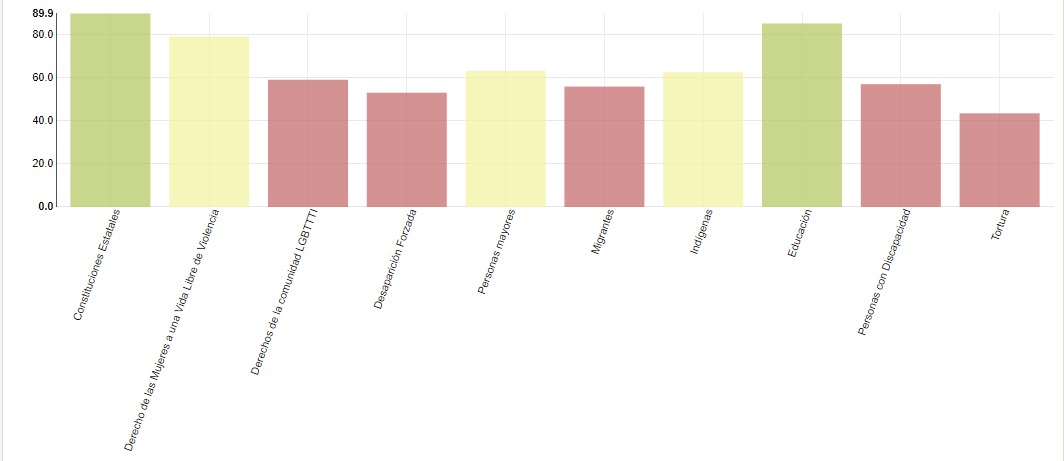 89.9
80.0
60.0
40.0
20.0
0.0
Constituciones Estatales
Derecho de las Mujeres a una Vida Libre de Violencia
Derechos de la comunidad LGBTTTI
Desaparición Forzada
Personas mayores
Migrantes
Indígenas
Educación
Personas con Discapacidad
Tortura